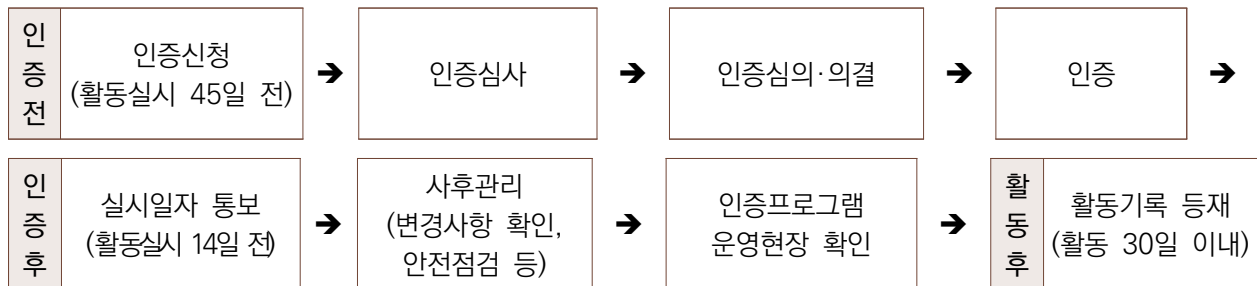 인증전
인증신청
(활동실시 45일 전)
➔
인증심사
➔
인증심의·의결
➔
인증
➔
인증후
실시일자 통보
(활동실시 14일 전)
➔
사후관리
(변경사항 확인,
안전점검 등)
➔
인증프로그램
운영현장 확인
➔
활동후
활동기록 등재
(활동 30일 이내)